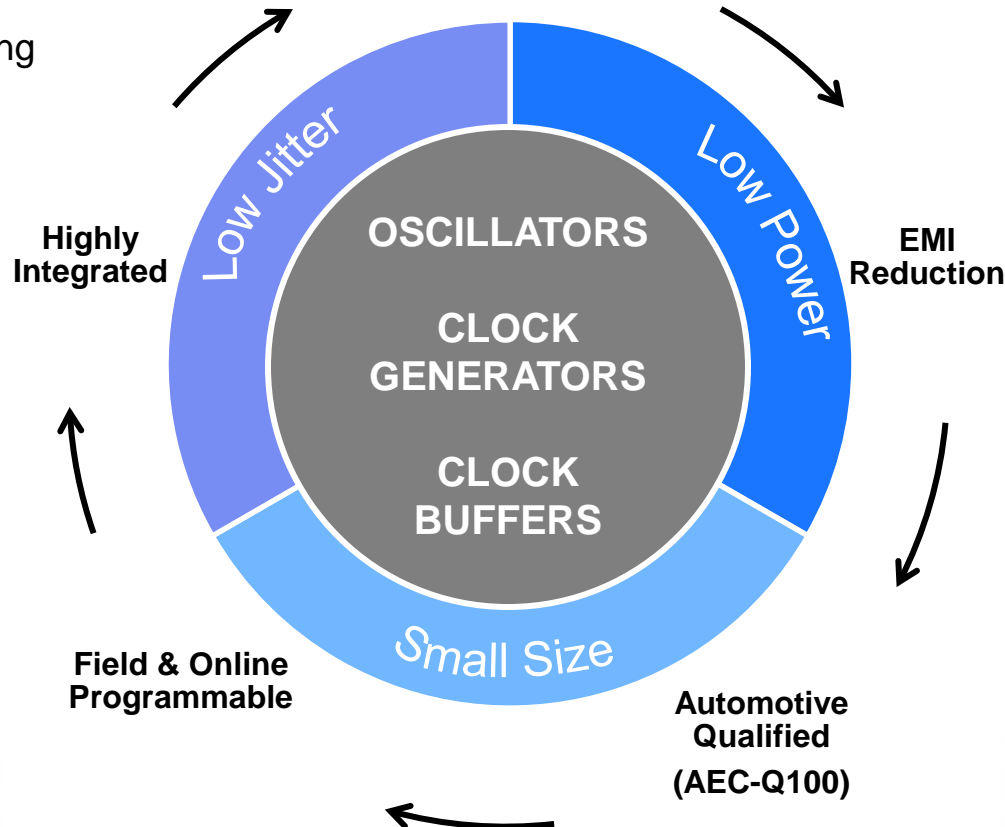 Low Jitter
Low Power
Highly
Integrated
OSCILLATORS
CLOCK
GENERATORS
CLOCK
BUFFERS
EMI
Reduction
Small Size
Field & Online
Programmable
Automotive
Qualified
(AEC-Q100)